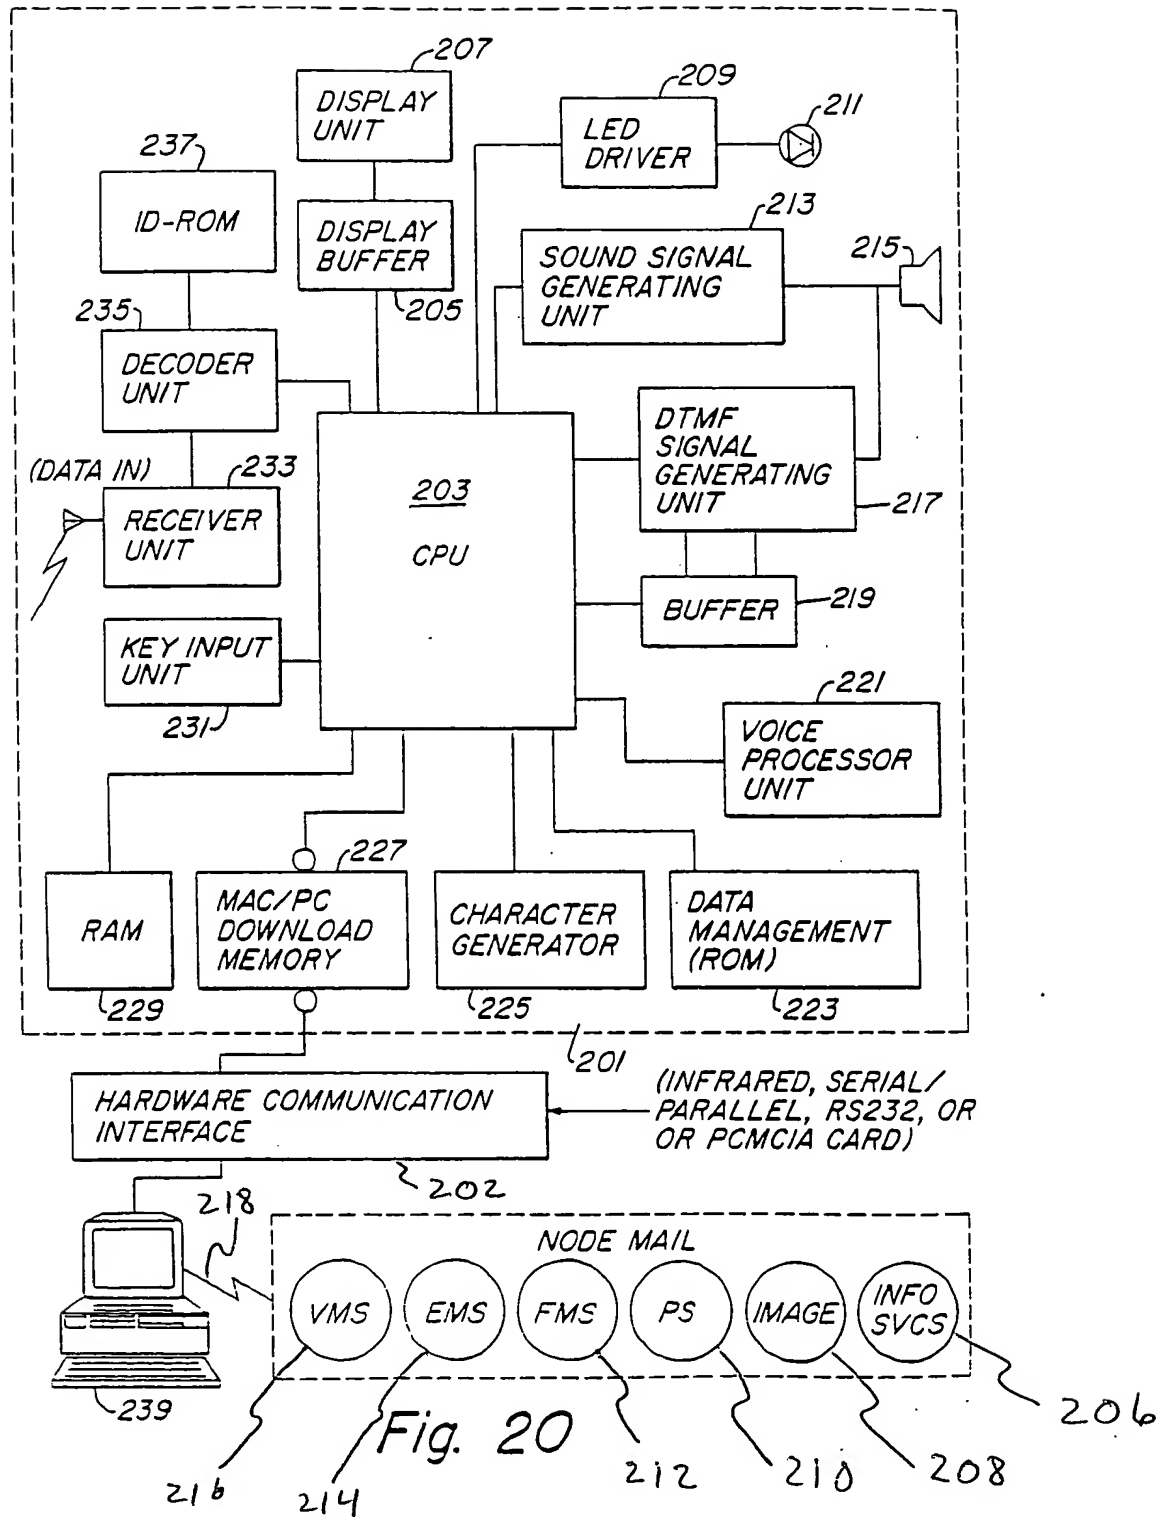 207
DISPLAY
UNIT
209
LED
DRIVER
211
237
ID-ROM
DISPLAY
BUFFER
205
213
SOUND SIGNAL
GENERATING
UNIT
215
235
DECODER
UNIT
DTMF
SIGNAL
GENERATING
UNIT
217
(DATA IN)
233
RECEIVER
UNIT
203
CPU
BUFFER
219
KEY INPUT
UNIT
231
221
VOICE
PROCESSOR
UNIT
RAM
229
227
MAC/PC
DOWNLOAD
MEMORY
CHARACTER
GENERATOR
225
DATA
MANAGEMENT
(ROM)
223
201
HARDWARE COMMUNICATION
INTERFACE
202
(INFRARED, SERIAL/
PARALLEL, RS232, OR
OR PCMCIA CARD)
218
239
NODE MAIL
VMS
EMS
FMS
PS
IMAGE
INFO
SVCS
206
216
214
212
210
208
Fig. 20